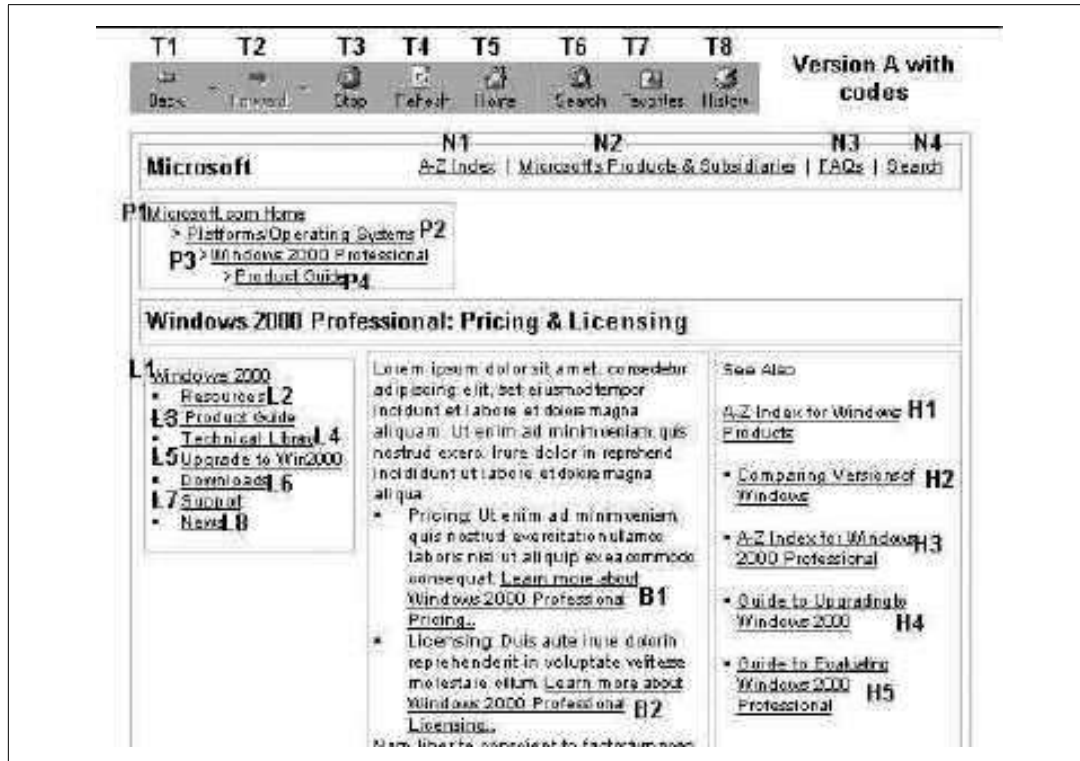 T1 T2 T3 T4 T5 T6 T7 T8
Version A with
codes
Back Forward Stop Refresh Home Search Favorites History
N1 N2 N3 N4
Microsoft A-Z Index | Microsoft's Products & Subsidiaries | FAQs | Search
P1 Microsoft.com Home
> Platforms/Operating Systems P2
P3 > Windows 2000 Professional
> Product Guide P4
Windows 2000 Professional: Pricing & Licensing
L1 Windows 2000
• Resources L2
L3 Product Guide
• Technical Library L4
L5 Upgrade to Win2000
• Downloads L6
L7 Support
• News L8
Lorem ipsum dolor sit amet, consedetur
adipiscing elit, set eiusmod tempor
incidunt et labore et dolore magna
aliquam. Ut enim ad minim veniam, quis
nostrud exero. Irure dolor in reprehend
incididunt ut labore et dolore magna
aliqua
• Pricing: Ut enim ad minim veniam,
quis nostrud exercitation ullamco
laboris nisi ut aliquip ex ea commodo
consequat. Learn more about
Windows 2000 Professional B1
Pricing...
• Licensing: Duis aute irure dolor in
reprehenderit in voluptate velit esse
molestaie cillum. Learn more about
Windows 2000 Professional B2
Licensing...
See Also
A-Z Index for Windows H1
Products
• Comparing Versions of H2
Windows
• A-Z Index for Windows H3
2000 Professional
• Guide to Upgrading to
Windows 2000 H4
• Guide to Evaluating
Windows 2000 H5
Professional